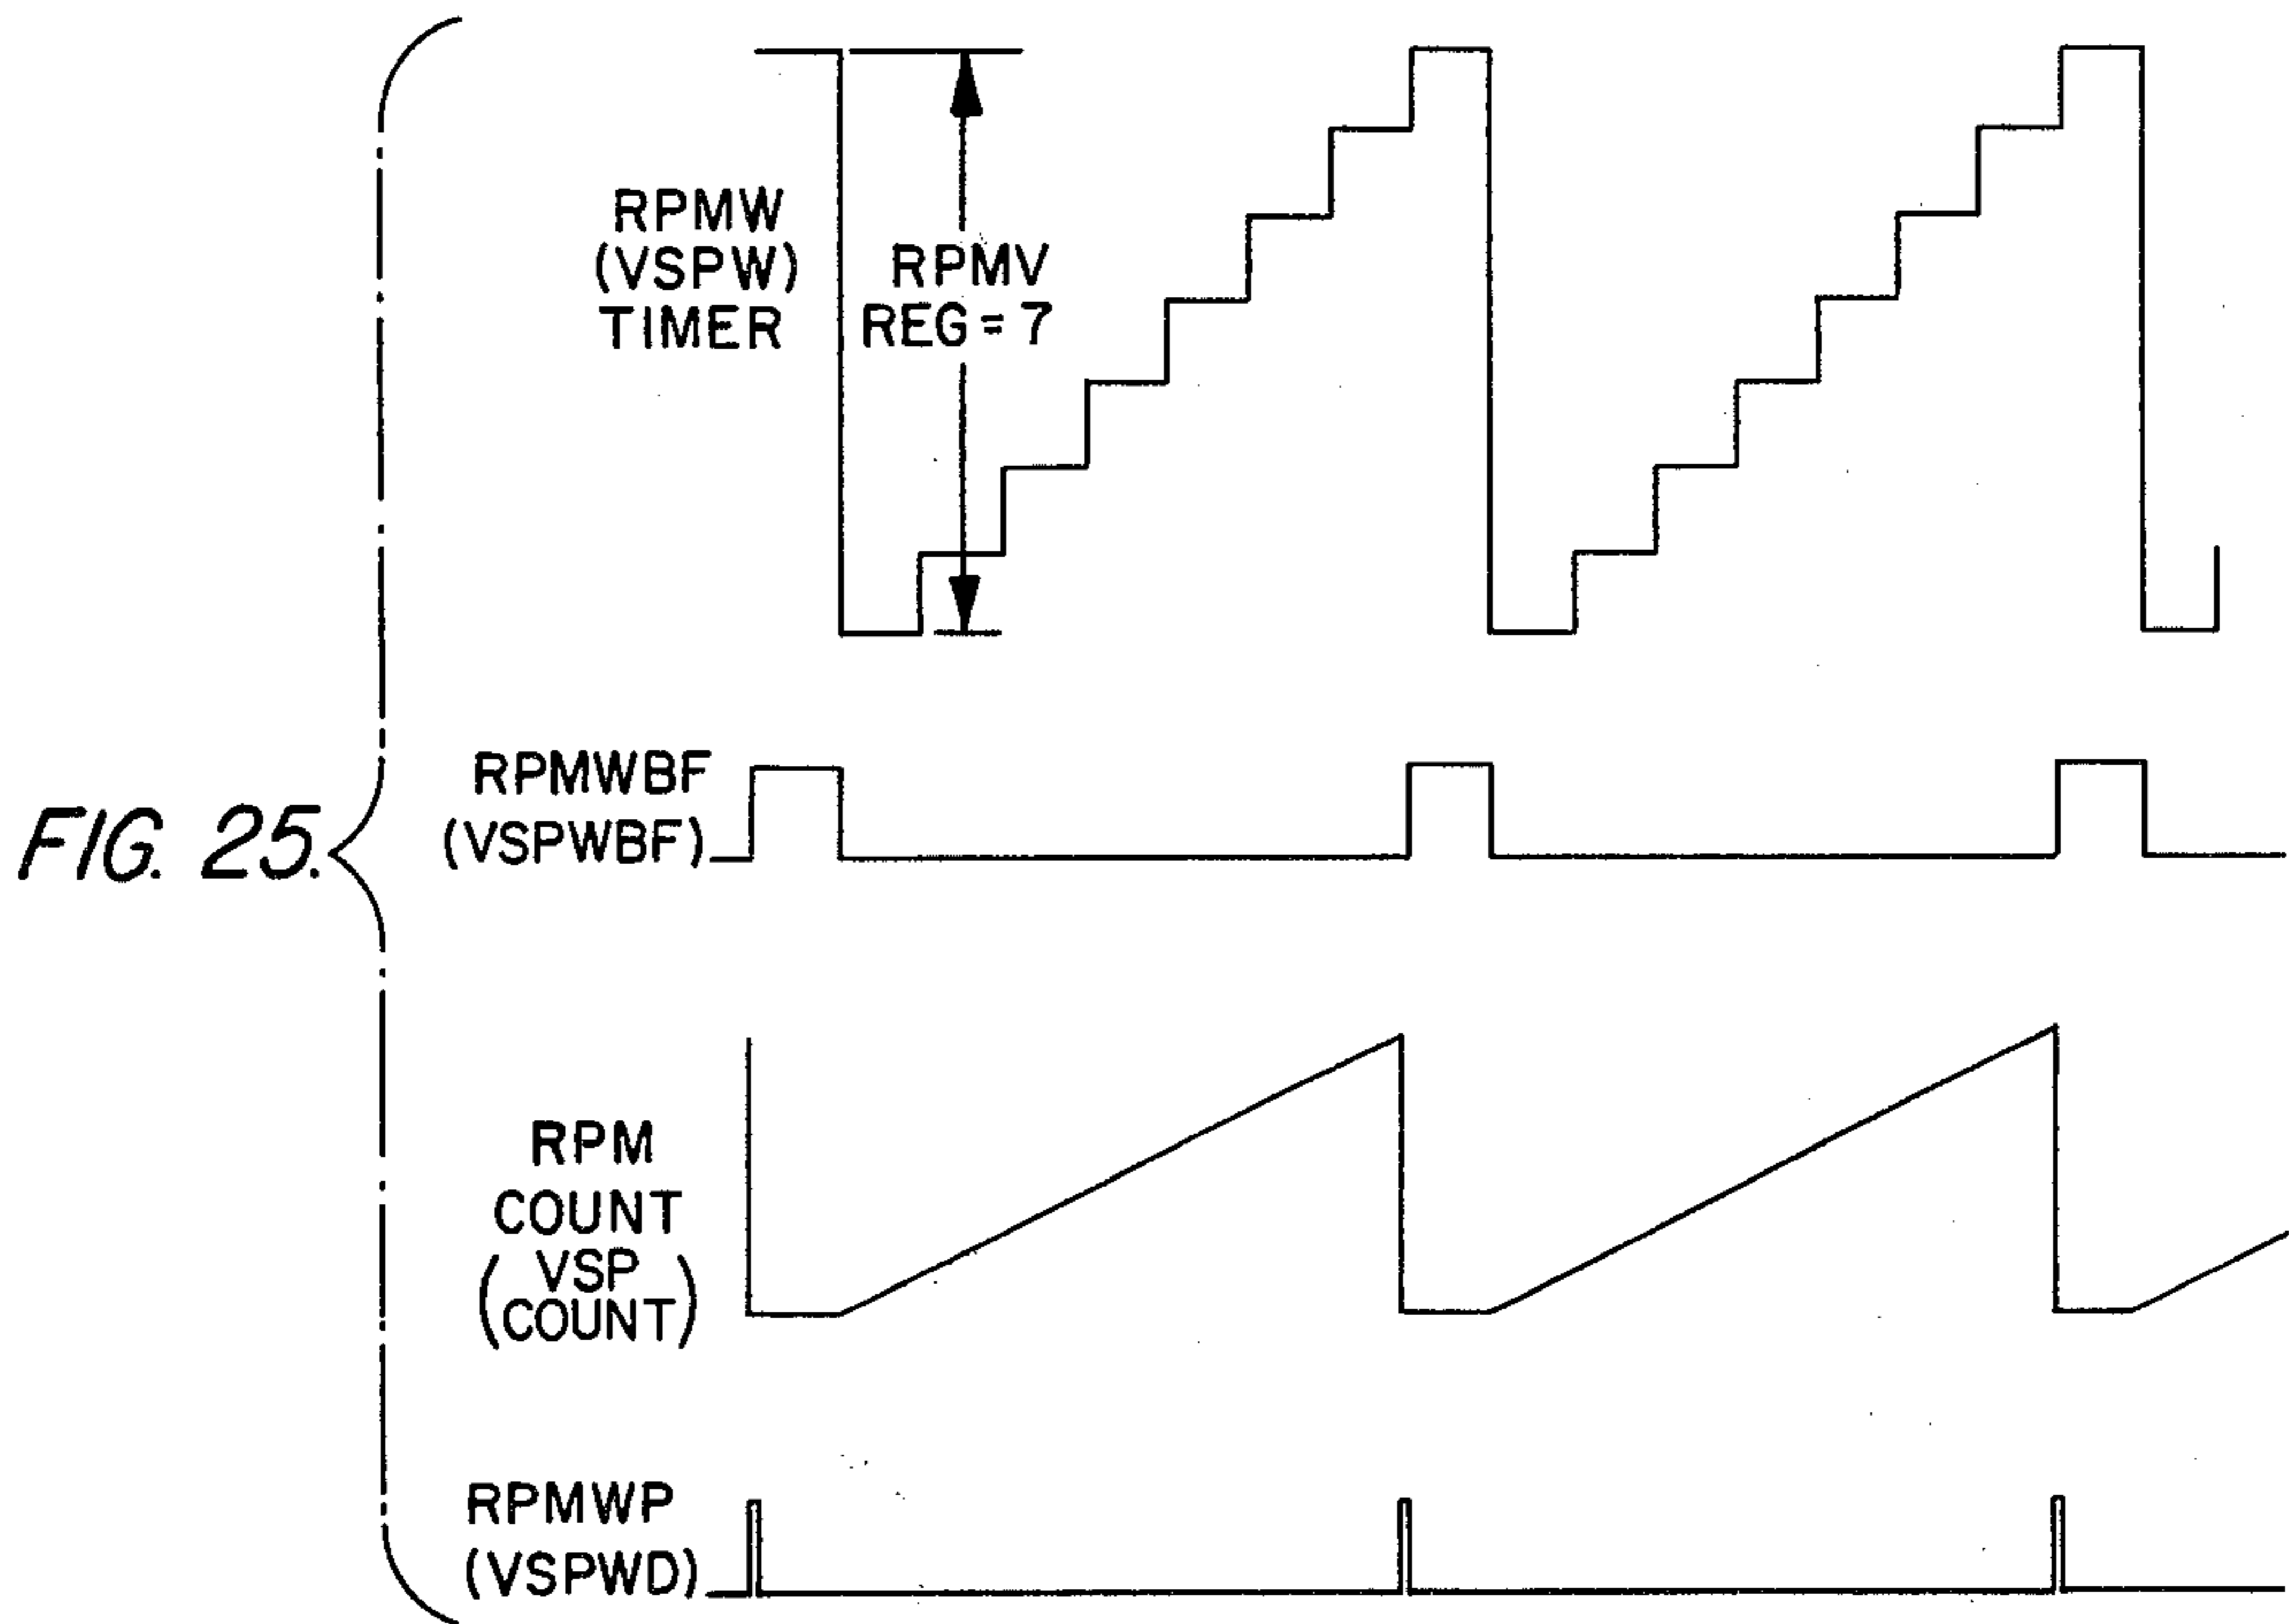 RPMW
(VSPW)
TIMER
RPMV
REG = 7
RPMWBF
(VSPWBF)
FIG. 25.
RPM
COUNT
(VSP
COUNT)
RPMWP
(VSPWD)